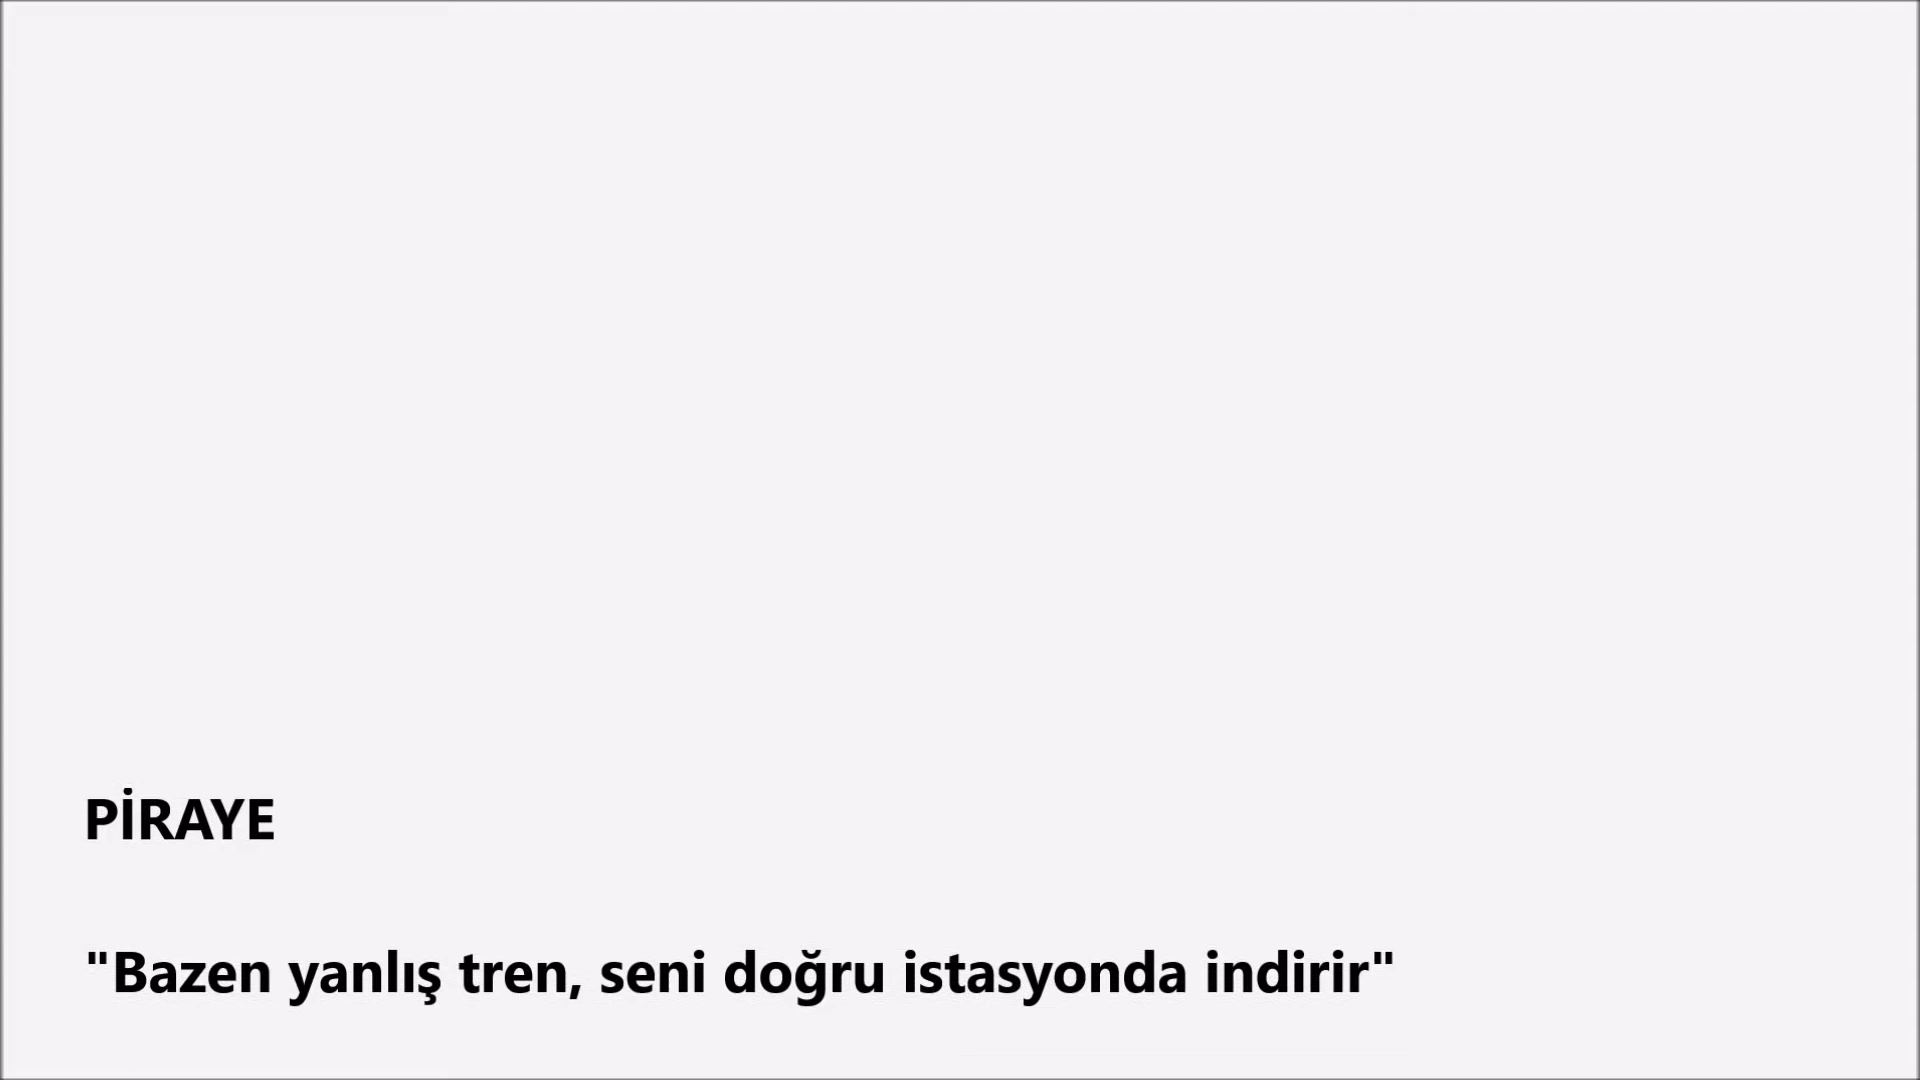 PİRAYE
"Bazen yanlış tren, seni doğru istasyonda indirir"